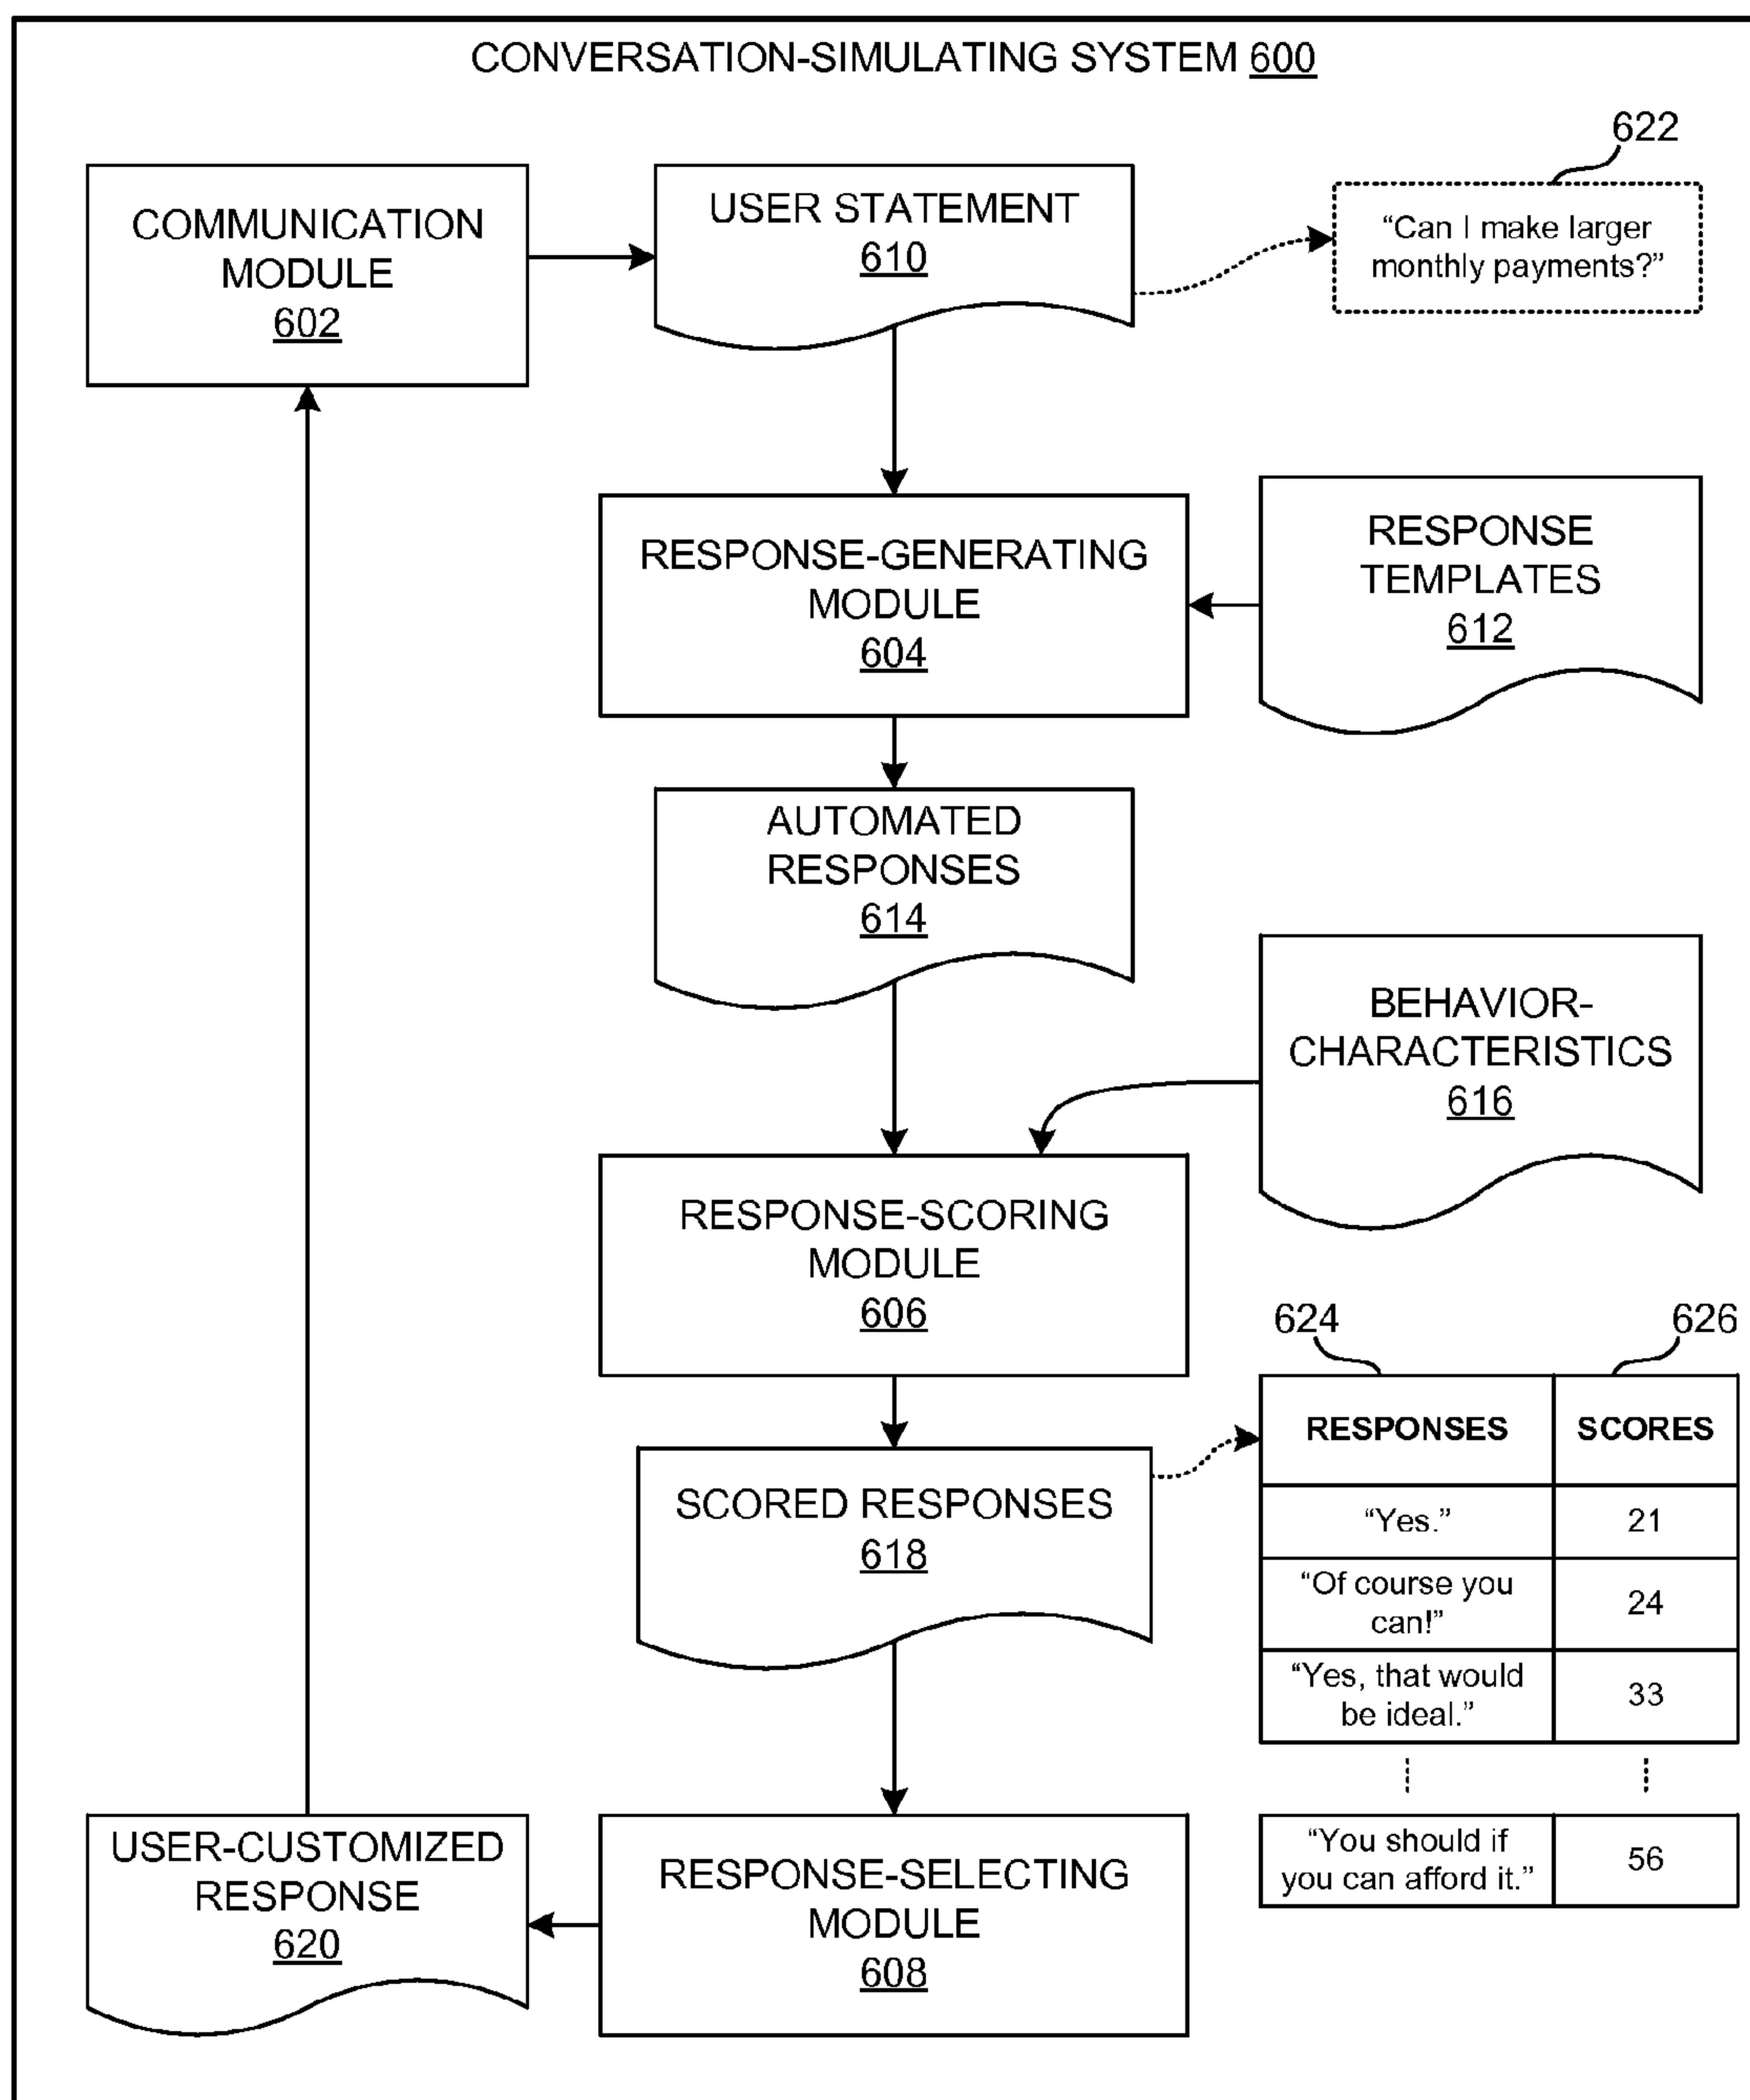 CONVERSATION-SIMULATING SYSTEM 600
622
COMMUNICATION
MODULE
602
USER STATEMENT
610
“Can I make larger
monthly payments?”
RESPONSE-GENERATING
MODULE
604
RESPONSE
TEMPLATES
612
AUTOMATED
RESPONSES
614
BEHAVIOR-
CHARACTERISTICS
616
RESPONSE-SCORING
MODULE
606
624
626
RESPONSES SCORES
“Yes.” 21
“Of course you
can!” 24
“Yes, that would
be ideal.” 33
“You should if
you can afford it.” 56
SCORED RESPONSES
618
USER-CUSTOMIZED
RESPONSE
620
RESPONSE-SELECTING
MODULE
608